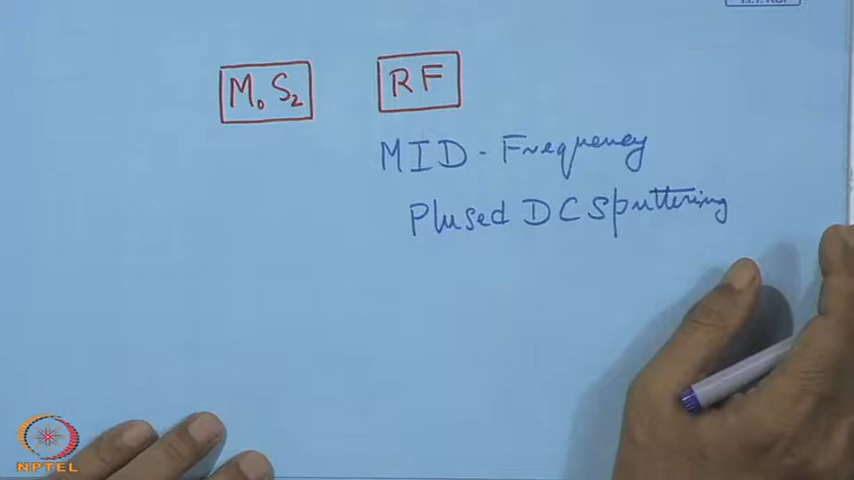 MoS2 RF
MID-Frequency
Plused DC Sputtering
NPTEL